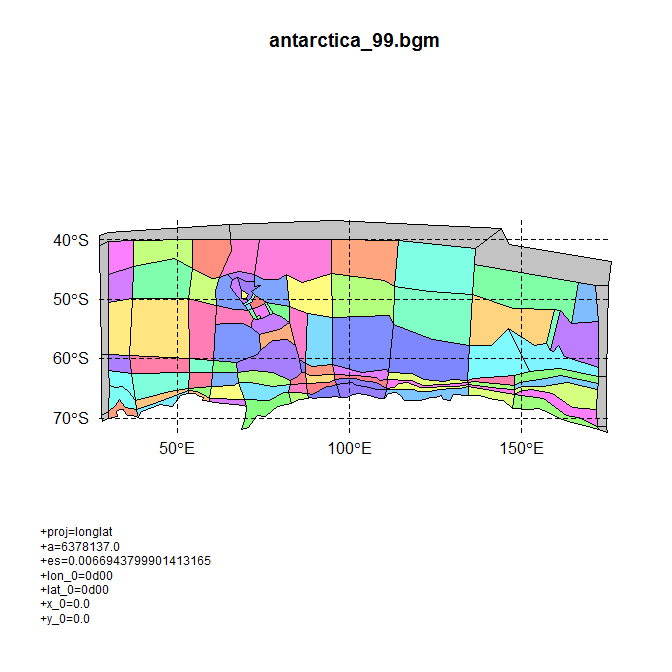 antarctica_99.bgm
40°S
50°S
60°S
70°S
50°E 100°E 150°E
+proj=longlat
+a=6378137.0
+es=0.0066943799901413165
+lon_0=0d00
+lat_0=0d00
+x_0=0.0
+y_0=0.0